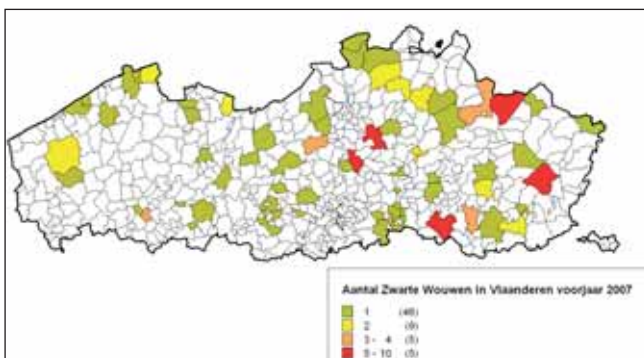 Aantal Zwarte Wouwen in Vlaanderen voorjaar 2007
1 (46)
2 (9)
3 - 4 (5)
5 - 10 (5)